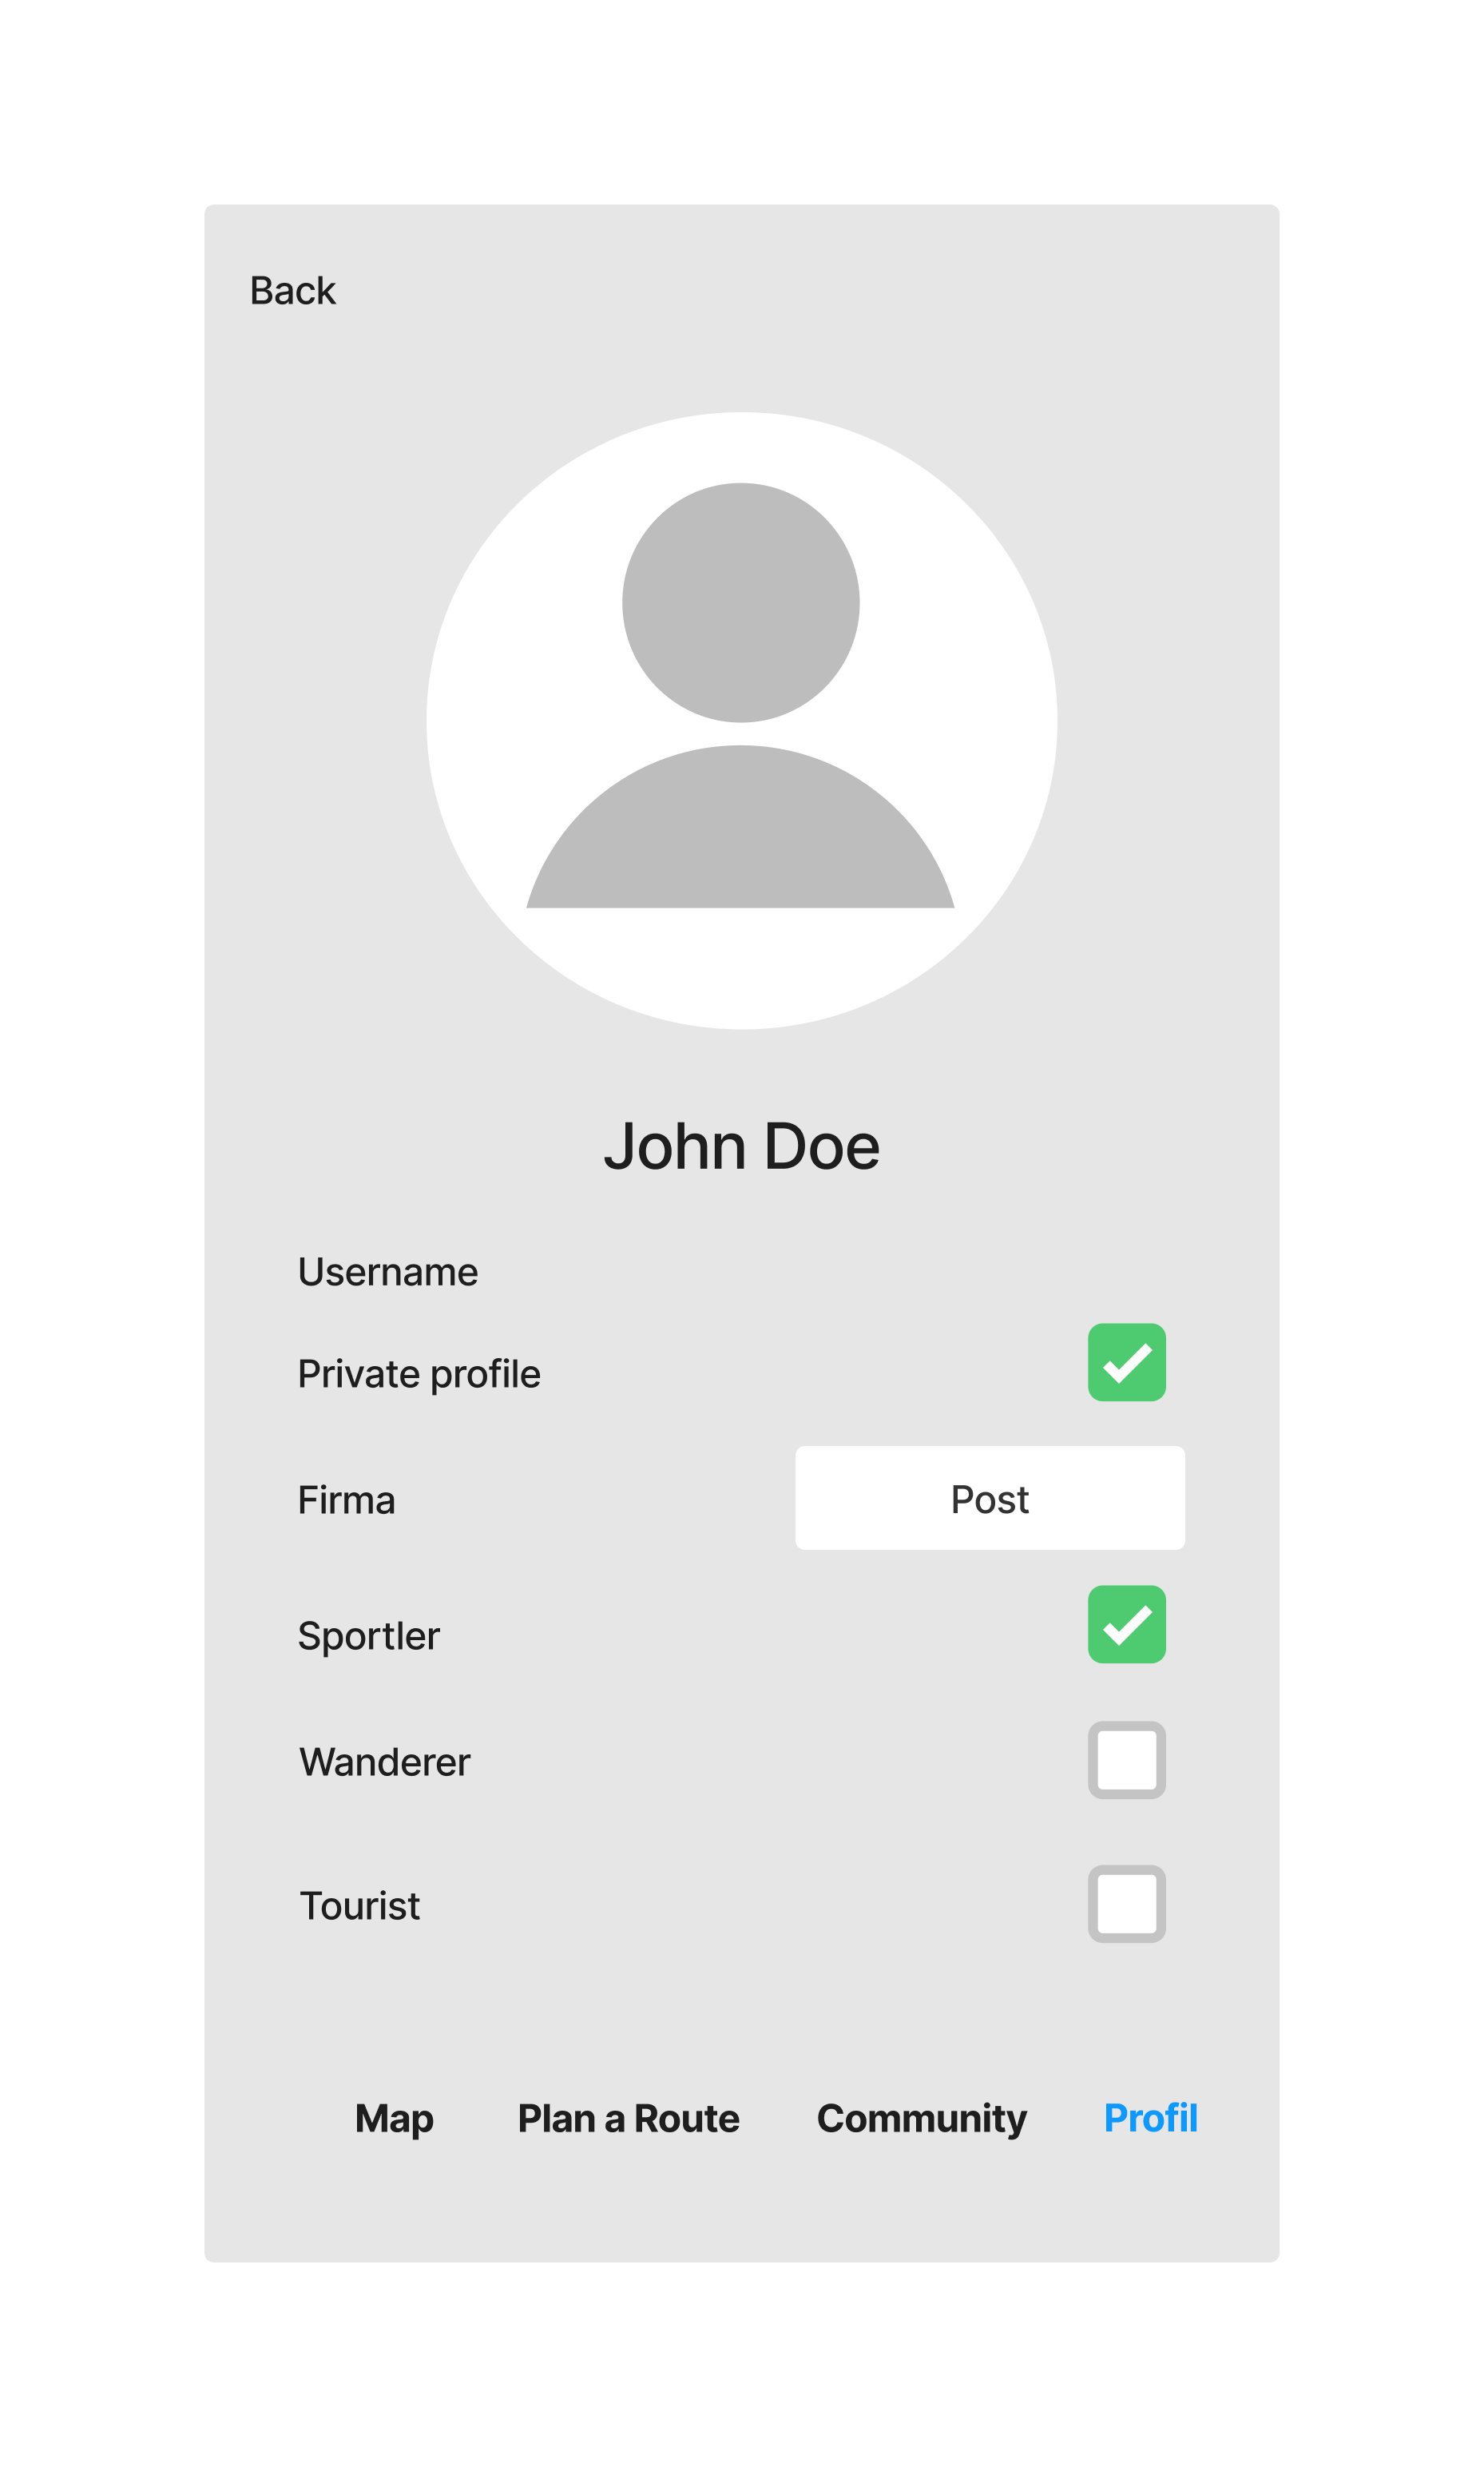 Back
John Doe
Username
Private profile
Firma
Post
Sportler
Wanderer
Tourist
Map
Plan a Route
Community
Profil